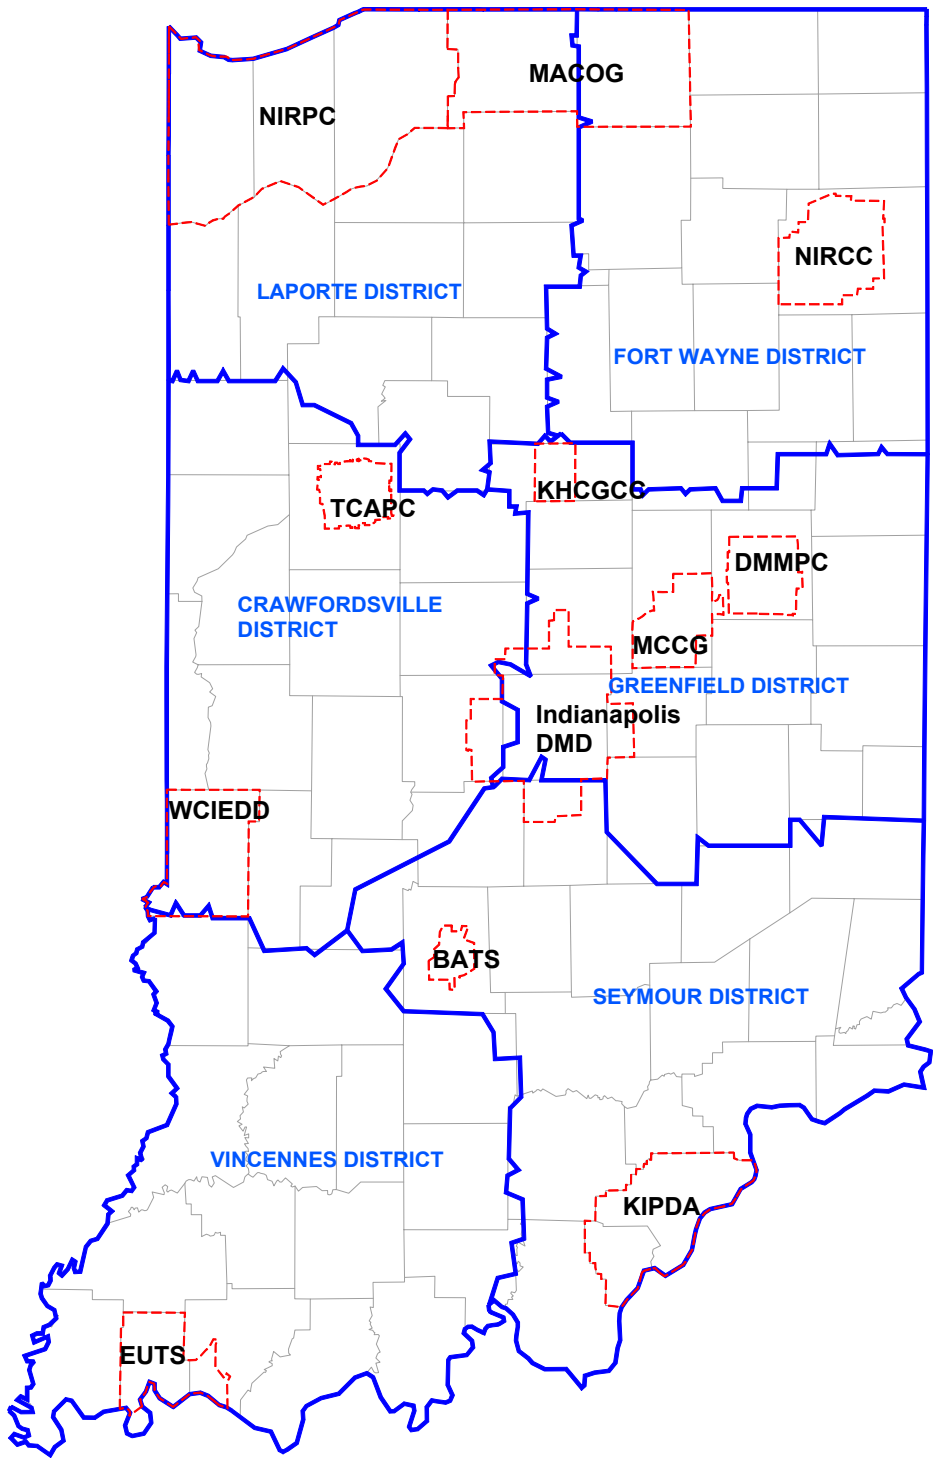 MACOG
NIRPC
NIRCC
LAPORTE DISTRICT
FORT WAYNE DISTRICT
KHCGCC
TCAPC
DMMPC
CRAWFORDSVILLE
DISTRICT
MCCG
GREENFIELD DISTRICT
Indianapolis
DMD
WCIEDD
BATS
SEYMOUR DISTRICT
VINCENNES DISTRICT
KIPDA
EUTS